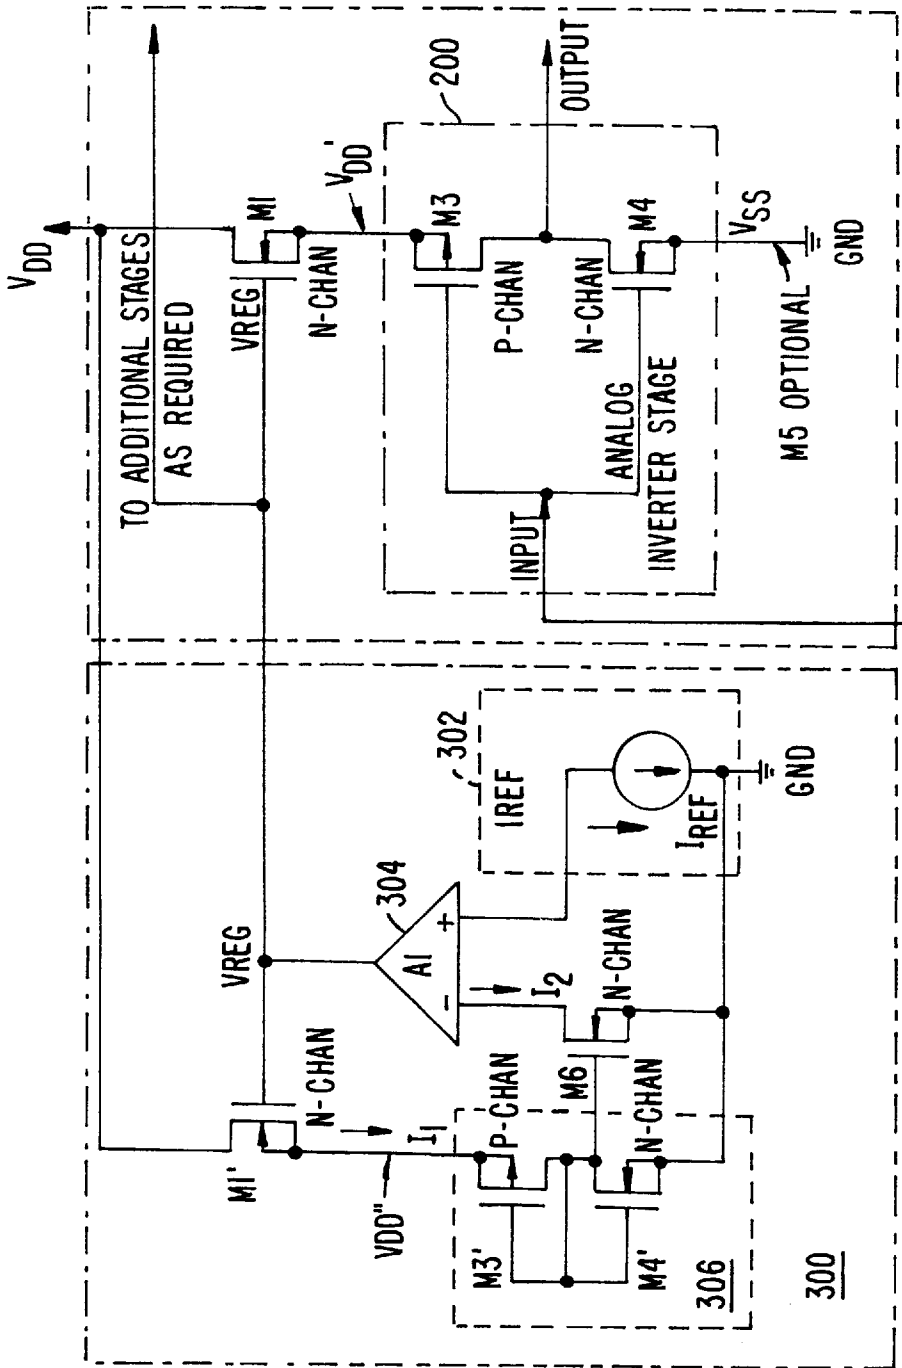 V_DD
TO ADDITIONAL STAGES
AS REQUIRED
VREG
M1
N-CHAN
V_DD'
200
M3
P-CHAN
OUTPUT
N-CHAN
M4
INPUT
ANALOG
INVERTER STAGE
V_SS
GND
M5 OPTIONAL
VREG
M1'
N-CHAN
I_1
VDD"
304
A1
-
+
I_2
302
IREF
I_REF
GND
M6
N-CHAN
P-CHAN
M3'
N-CHAN
M4'
306
300